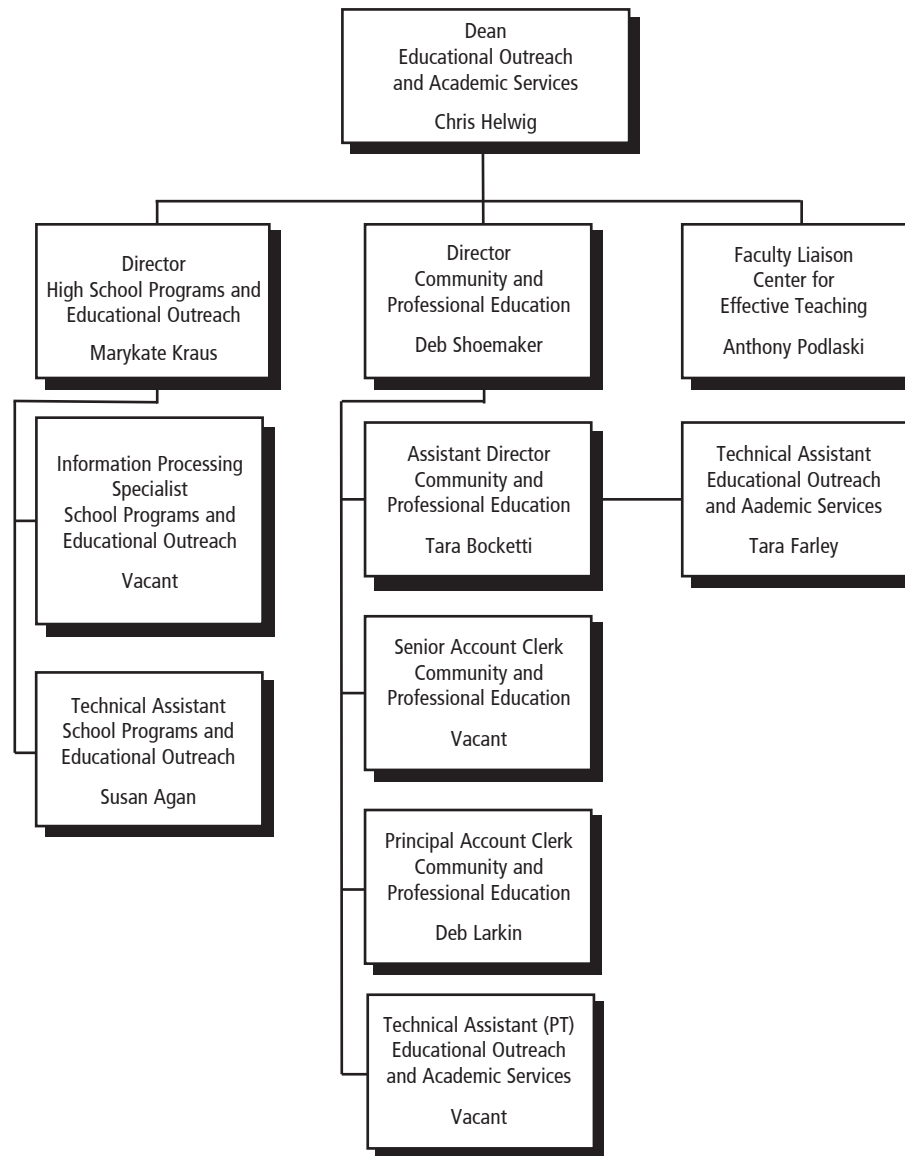 Dean
Educational Outreach
and Academic Services
Chris Helwig
Director
High School Programs and
Educational Outreach
Marykate Kraus
Director
Community and
Professional Education
Deb Shoemaker
Faculty Liaison
Center for
Effective Teaching
Anthony Podlaski
Information Processing
Specialist
School Programs and
Educational Outreach
Vacant
Technical Assistant
School Programs and
Educational Outreach
Susan Agan
Assistant Director
Community and
Professional Education
Tara Bocketti
Technical Assistant
Educational Outreach
and Aademic Services
Tara Farley
Senior Account Clerk
Community and
Professional Education
Vacant
Principal Account Clerk
Community and
Professional Education
Deb Larkin
Technical Assistant (PT)
Educational Outreach
and Academic Services
Vacant